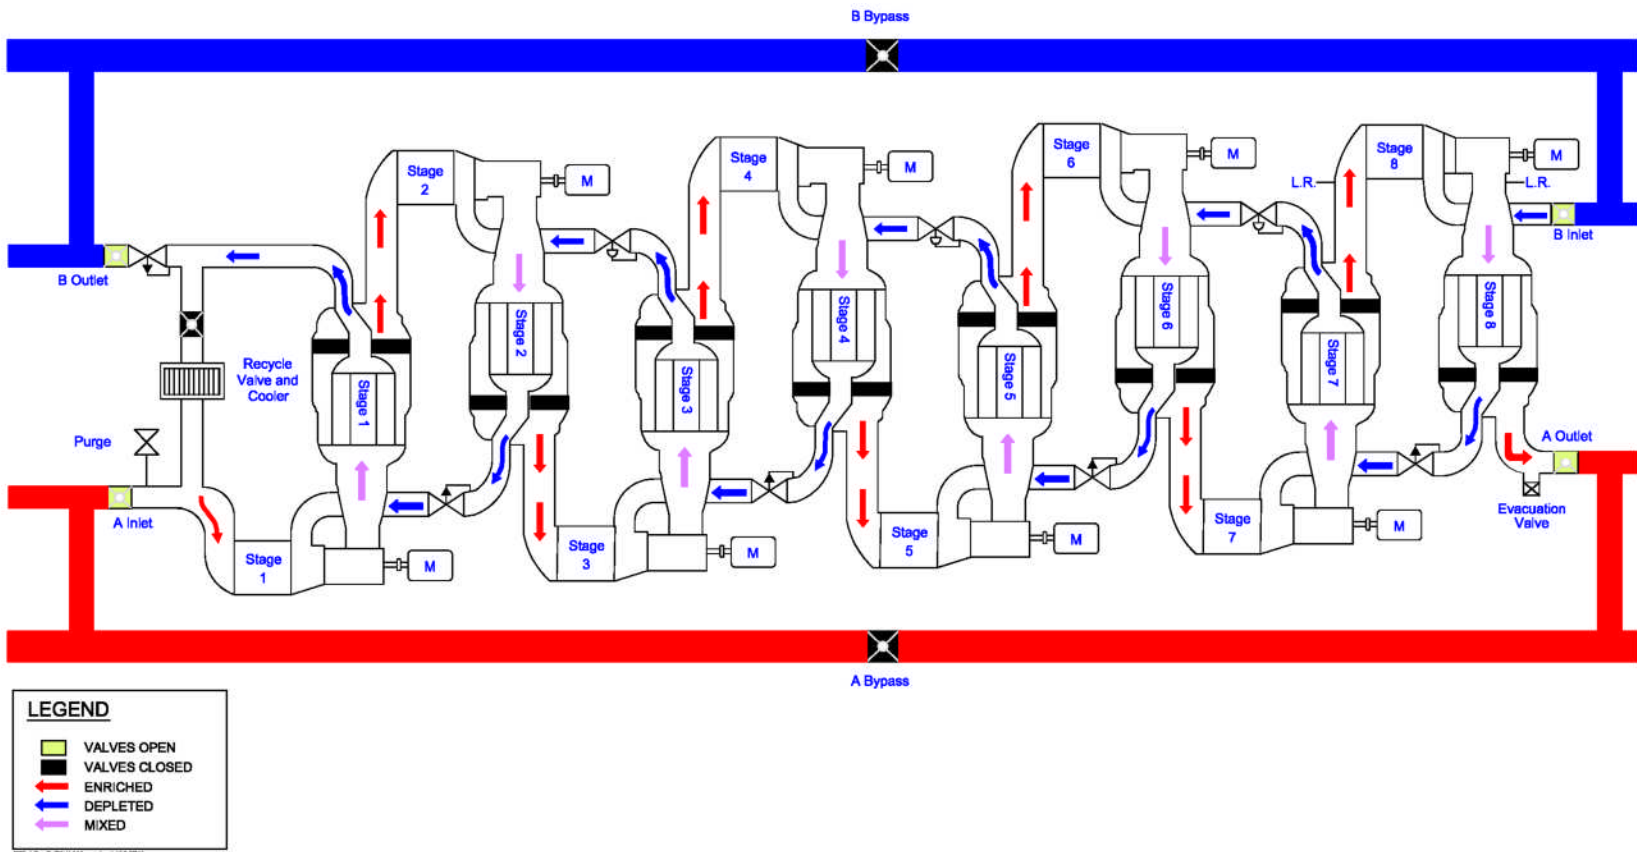 B Bypass
Stage
6
M
Stage
8
M
Stage
4
M
Stage
2
M
L.R.
L.R.
B Inlet
B Outlet
Stage 6
Stage 8
Stage 4
Stage 2
Stage 7
Stage 5
Stage 3
Stage 1
Recycle
Valve and
Cooler
Purge
A Outlet
A Inlet
Evacuation
Valve
Stage
7
M
Stage
5
M
Stage
3
M
Stage
1
M
A Bypass
LEGEND
VALVES OPEN
VALVES CLOSED
ENRICHED
DEPLETED
MIXED